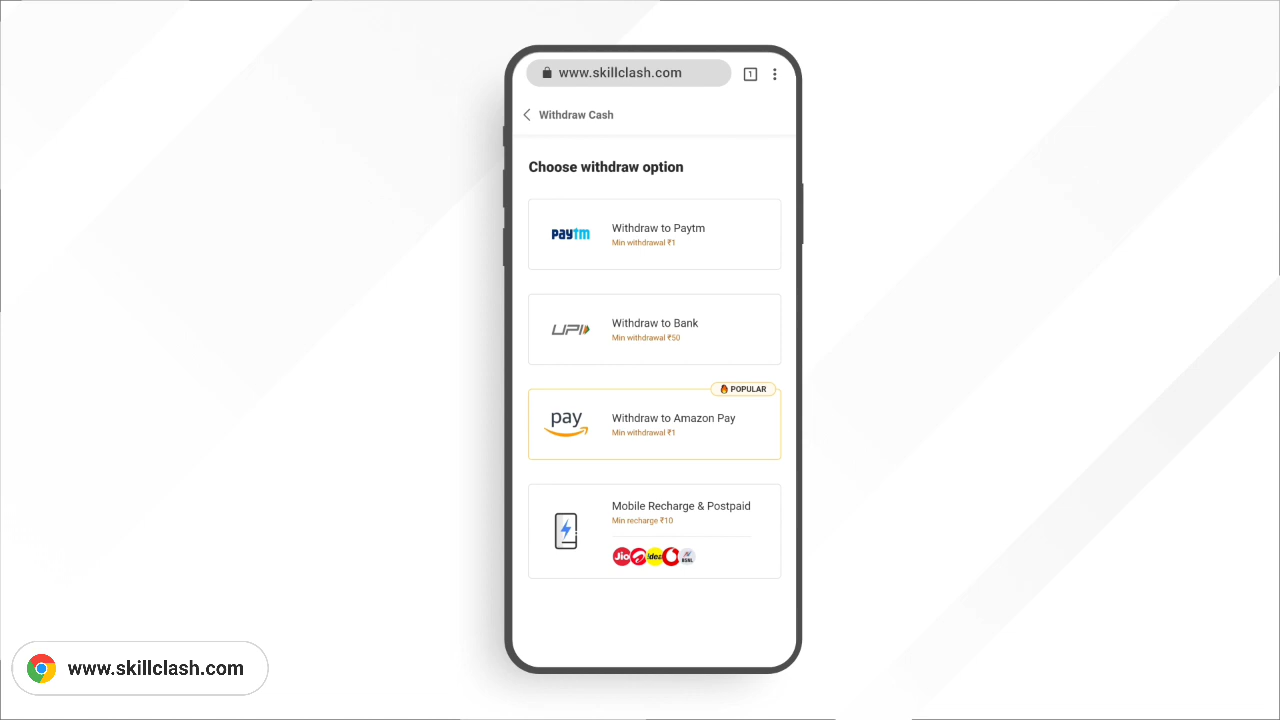 www.skillclash.com
1
Withdraw Cash
Choose withdraw option
paytm
Withdraw to Paytm
Min withdrawal ₹1
UPI
Withdraw to Bank
Min withdrawal ₹50
POPULAR
pay
Withdraw to Amazon Pay
Min withdrawal ₹1
Mobile Recharge & Postpaid
Min recharge ₹10
Jio
idea
BSNL
www.skillclash.com